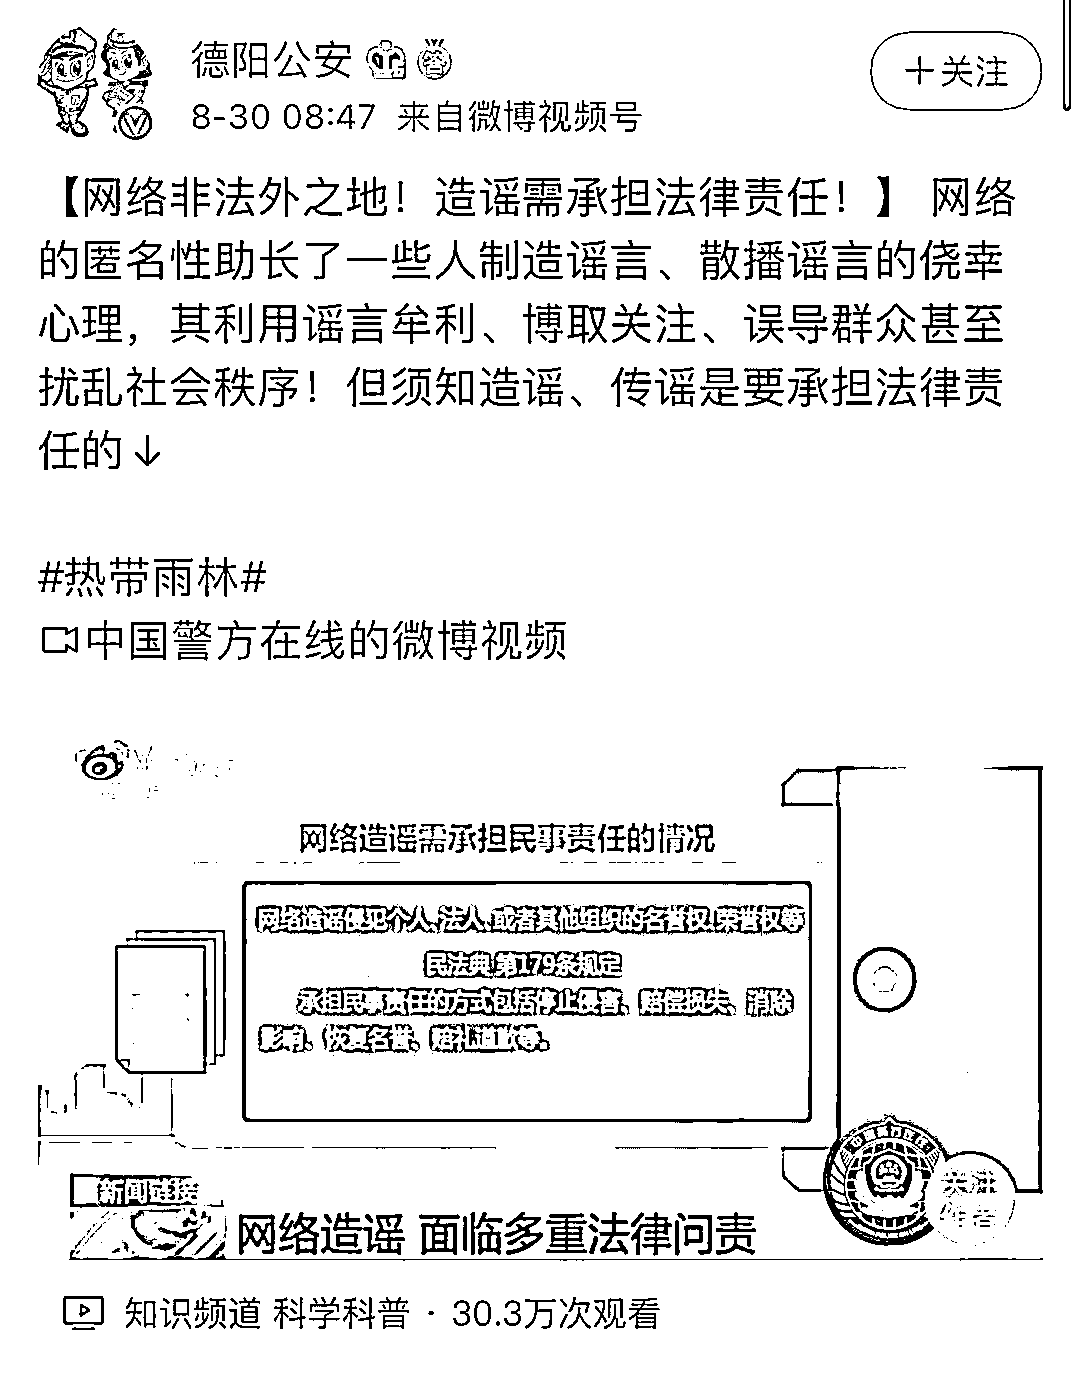 德阳公安
+关注
8-30 08:47 来自微博视频号
【网络非法外之地！造谣需承担法律责任！】 网络
的匿名性助长了一些人制造谣言、散播谣言的侥幸
心理，其利用谣言牟利、博取关注、误导群众甚至
扰乱社会秩序！但须知造谣、传谣是要承担法律责
任的↓
#热带雨林#
中国警方在线的微博视频
网络造谣需承担民事责任的情况
网络造谣侵犯个人、法人、或者其他组织的名誉权、荣誉权等
民法典 第179条规定
承担民事责任的方式包括停止侵害、赔偿损失、消除
影响、恢复名誉、赔礼道歉等。
关注
作者
新闻链接
网络造谣 面临多重法律问责
知识频道 科学科普 · 30.3万次观看